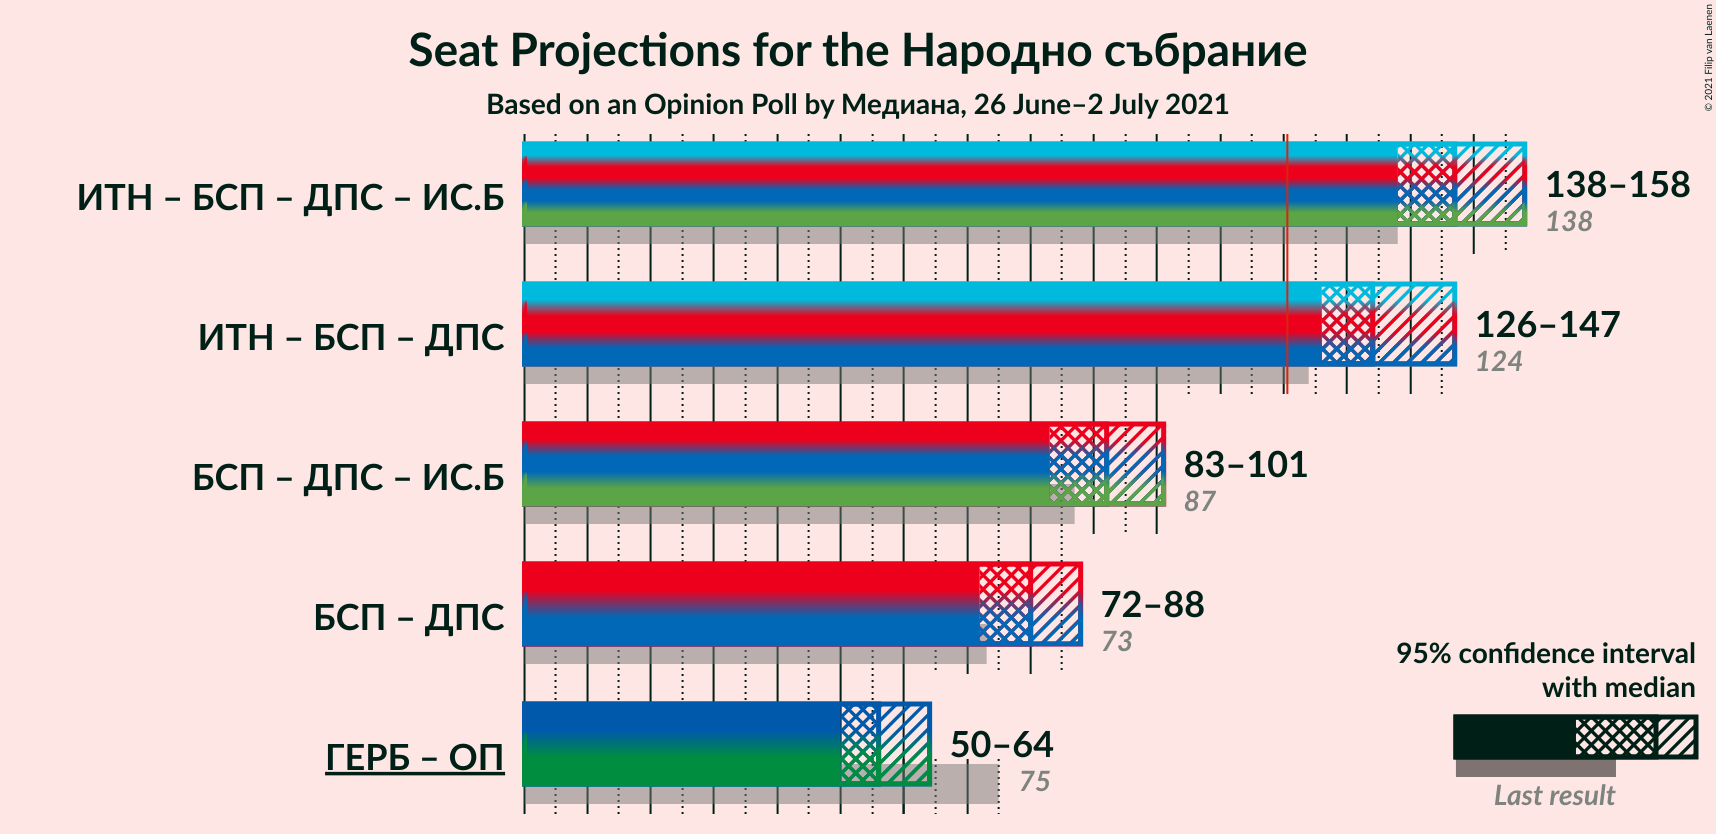 Seat Projections for the Народно събрание
Based on an Opinion Poll by Медиана, 26 June–2 July 2021
© 2021 Filip van Laenen
ИТН – БСП – ДПС – ИС.Б
138–158
138
ИТН – БСП – ДПС
126–147
124
БСП – ДПС – ИС.Б
83–101
87
БСП – ДПС
72–88
73
ГЕРБ – ОП
50–64
75
95% confidence interval
with median
Last result